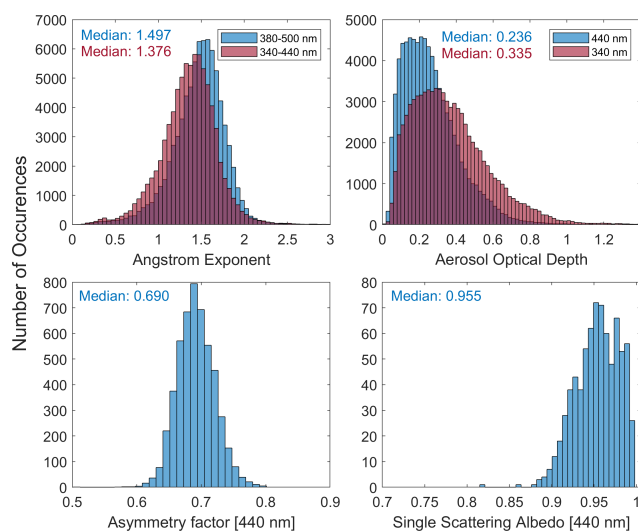 Number of Occurences
Median: 1.497
Median: 1.376
380-500 nm
340-440 nm
7000
6000
5000
4000
3000
2000
1000
0
0 0.5 1 1.5 2 2.5 3
Angstrom Exponent
Median: 0.236
Median: 0.335
440 nm
340 nm
5000
4000
3000
2000
1000
0
0 0.2 0.4 0.6 0.8 1 1.2
Aerosol Optical Depth
Median: 0.690
800
700
600
500
400
300
200
100
0
0.5 0.6 0.7 0.8 0.9
Asymmetry factor [440 nm]
Median: 0.955
80
70
60
50
40
30
20
10
0
0.7 0.75 0.8 0.85 0.9 0.95 1
Single Scattering Albedo [440 nm]